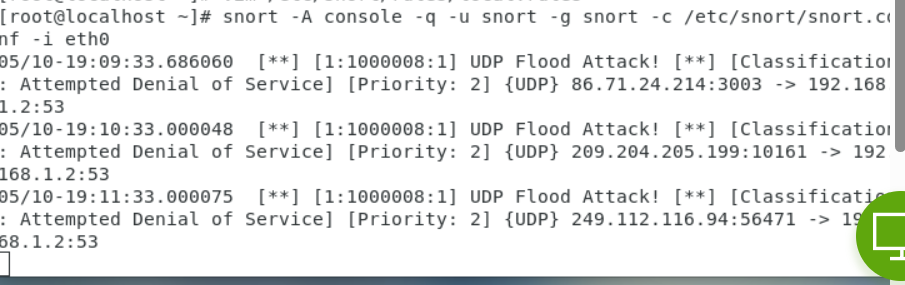 [root@localhost ~]# snort -A console -q -u snort -g snort -c /etc/snort/snort.co
nf -i eth0
05/10-19:09:33.686060  [**] [1:1000008:1] UDP Flood Attack! [**] [Classification
: Attempted Denial of Service] [Priority: 2] {UDP} 86.71.24.214:3003 -> 192.168
1.2:53
05/10-19:10:33.000048  [**] [1:1000008:1] UDP Flood Attack! [**] [Classification
: Attempted Denial of Service] [Priority: 2] {UDP} 209.204.205.199:10161 -> 192
168.1.2:53
05/10-19:11:33.000075  [**] [1:1000008:1] UDP Flood Attack! [**] [Classificatio
: Attempted Denial of Service] [Priority: 2] {UDP} 249.112.116.94:56471 -> 19
68.1.2:53